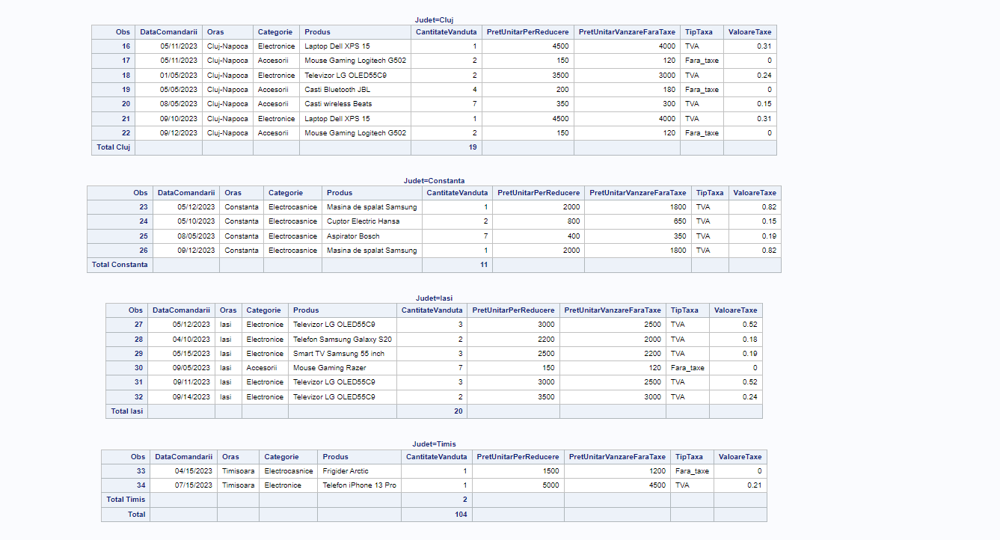 Judet=Cluj
Obs DataComandarii Oras Categorie Produs CantitateVanduta PretUnitarPerReducere PretUnitarVanzareFaraTaxe TipTaxa ValoareTaxe
16 05/11/2023 Cluj-Napoca Electronice Laptop Dell XPS 15 1 4500 4000 TVA 0.31
17 05/11/2023 Cluj-Napoca Accesorii Mouse Gaming Logitech G502 2 150 120 Fara_taxe 0
18 01/05/2023 Cluj-Napoca Electronice Televizor LG OLED55C9 2 3500 3000 TVA 0.24
19 05/05/2023 Cluj-Napoca Accesorii Casti Bluetooth JBL 4 200 180 Fara_taxe 0
20 08/05/2023 Cluj-Napoca Accesorii Casti wireless Beats 7 350 300 TVA 0.15
21 09/10/2023 Cluj-Napoca Electronice Laptop Dell XPS 15 1 4500 4000 TVA 0.31
22 09/12/2023 Cluj-Napoca Accesorii Mouse Gaming Logitech G502 2 150 120 Fara_taxe 0
Total Cluj 19
Judet=Constanta
Obs DataComandarii Oras Categorie Produs CantitateVanduta PretUnitarPerReducere PretUnitarVanzareFaraTaxe TipTaxa ValoareTaxe
23 05/12/2023 Constanta Electrocasnice Masina de spalat Samsung 1 2000 1800 TVA 0.82
24 05/10/2023 Constanta Electrocasnice Cuptor Electric Hansa 2 800 650 TVA 0.15
25 08/05/2023 Constanta Electrocasnice Aspirator Bosch 7 400 350 TVA 0.19
26 09/12/2023 Constanta Electrocasnice Masina de spalat Samsung 1 2000 1800 TVA 0.82
Total Constanta 11
Judet=Iasi
Obs DataComandarii Oras Categorie Produs CantitateVanduta PretUnitarPerReducere PretUnitarVanzareFaraTaxe TipTaxa ValoareTaxe
27 05/12/2023 Iasi Electronice Televizor LG OLED55C9 3 3000 2500 TVA 0.52
28 04/10/2023 Iasi Electronice Telefon Samsung Galaxy S20 2 2200 2000 TVA 0.18
29 05/15/2023 Iasi Electronice Smart TV Samsung 55 inch 3 2500 2200 TVA 0.19
30 09/05/2023 Iasi Accesorii Mouse Gaming Razer 7 150 120 Fara_taxe 0
31 09/11/2023 Iasi Electronice Televizor LG OLED55C9 3 3000 2500 TVA 0.52
32 09/14/2023 Iasi Electronice Televizor LG OLED55C9 2 3500 3000 TVA 0.24
Total Iasi 20
Judet=Timis
Obs DataComandarii Oras Categorie Produs CantitateVanduta PretUnitarPerReducere PretUnitarVanzareFaraTaxe TipTaxa ValoareTaxe
33 04/15/2023 Timisoara Electrocasnice Frigider Arctic 1 1500 1200 Fara_taxe 0
34 07/15/2023 Timisoara Electronice Telefon iPhone 13 Pro 1 5000 4500 TVA 0.21
Total Timis 2
Total 104